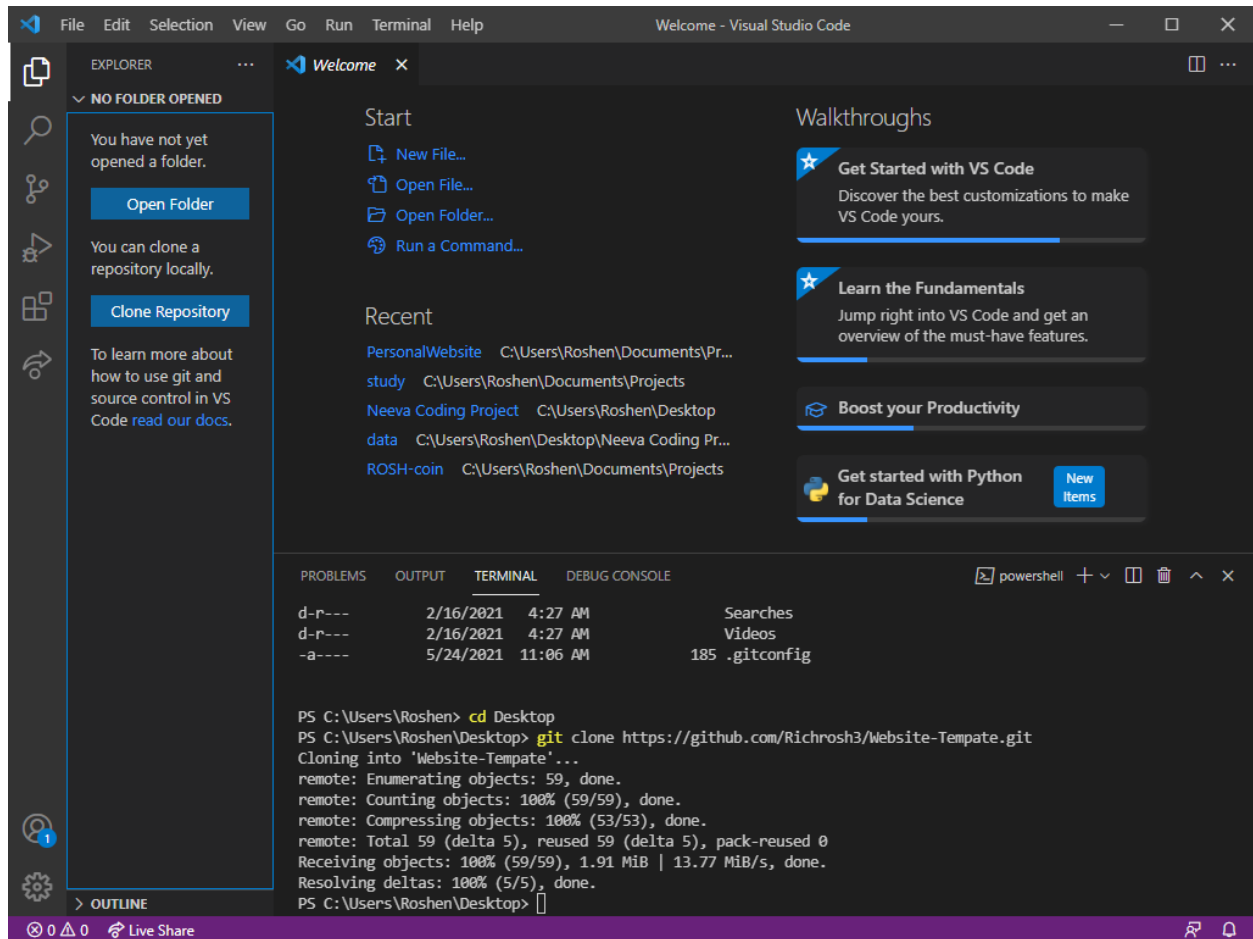 File Edit Selection View Go Run Terminal Help
Welcome - Visual Studio Code
EXPLORER
NO FOLDER OPENED
You have not yet
opened a folder.
Open Folder
You can clone a
repository locally.
Clone Repository
To learn more about
how to use git and
source control in VS
Code read our docs.
OUTLINE
Welcome
Start
New File...
Open File...
Open Folder...
Run a Command...
Recent
PersonalWebsite C:\Users\Roshen\Documents\Pr...
study C:\Users\Roshen\Documents\Projects
Neeva Coding Project C:\Users\Roshen\Desktop
data C:\Users\Roshen\Desktop\Neeva Coding Pr...
ROSH-coin C:\Users\Roshen\Documents\Projects
Walkthroughs
Get Started with VS Code
Discover the best customizations to make
VS Code yours.
Learn the Fundamentals
Jump right into VS Code and get an
overview of the must-have features.
Boost your Productivity
Get started with Python
for Data Science
New
Items
PROBLEMS OUTPUT TERMINAL DEBUG CONSOLE
powershell
d-r--- 2/16/2021 4:27 AM Searches
d-r--- 2/16/2021 4:27 AM Videos
-a---- 5/24/2021 11:06 AM 185 .gitconfig
PS C:\Users\Roshen> cd Desktop
PS C:\Users\Roshen\Desktop> git clone https://github.com/Richrosh3/Website-Tempate.git
Cloning into 'Website-Tempate'...
remote: Enumerating objects: 59, done.
remote: Counting objects: 100% (59/59), done.
remote: Compressing objects: 100% (53/53), done.
remote: Total 59 (delta 5), reused 59 (delta 5), pack-reused 0
Receiving objects: 100% (59/59), 1.91 MiB | 13.77 MiB/s, done.
Resolving deltas: 100% (5/5), done.
PS C:\Users\Roshen\Desktop>
1
0 0 Live Share